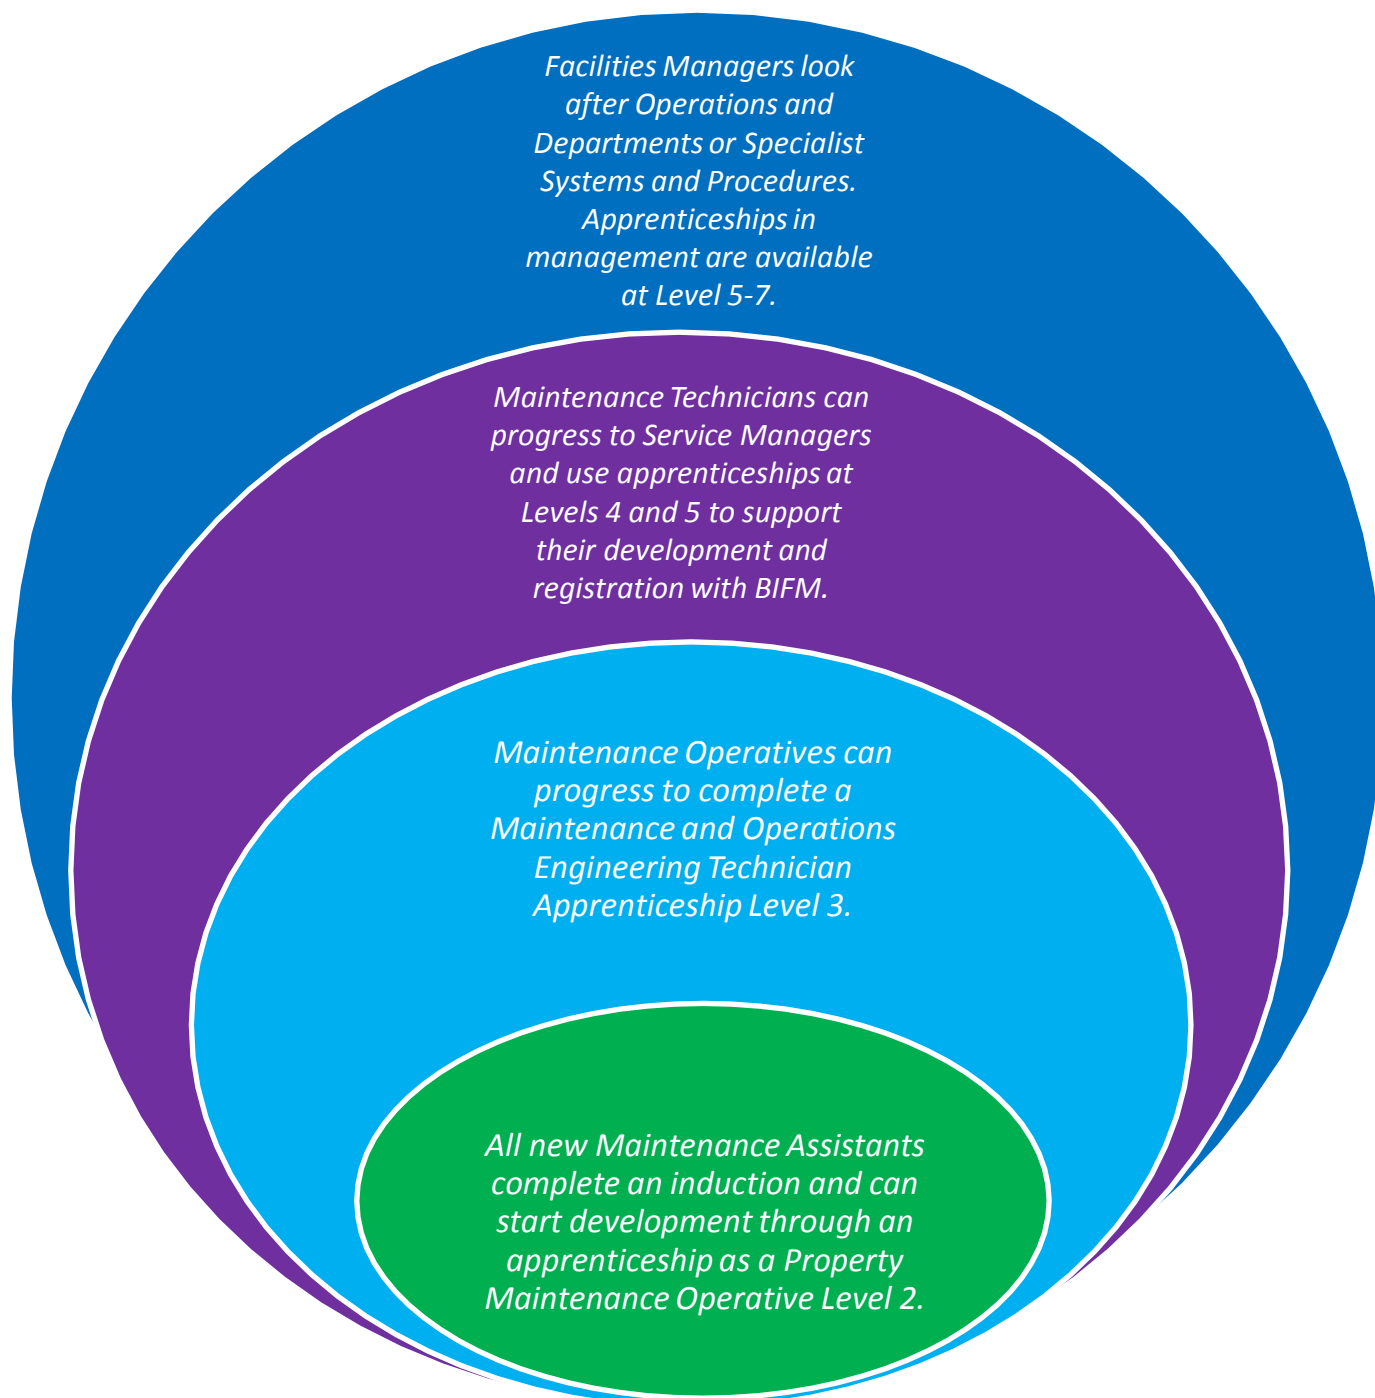 Facilities Managers look
after Operations and
Departments or Specialist
Systems and Procedures.
Apprenticeships in
management are available
at Level 5-7.
Maintenance Technicians can
progress to Service Managers
and use apprenticeships at
Levels 4 and 5 to support
their development and
registration with BIFM.
Maintenance Operatives can
progress to complete a
Maintenance and Operations
Engineering Technician
Apprenticeship Level 3.
All new Maintenance Assistants
complete an induction and can
start development through an
apprenticeship as a Property
Maintenance Operative Level 2.